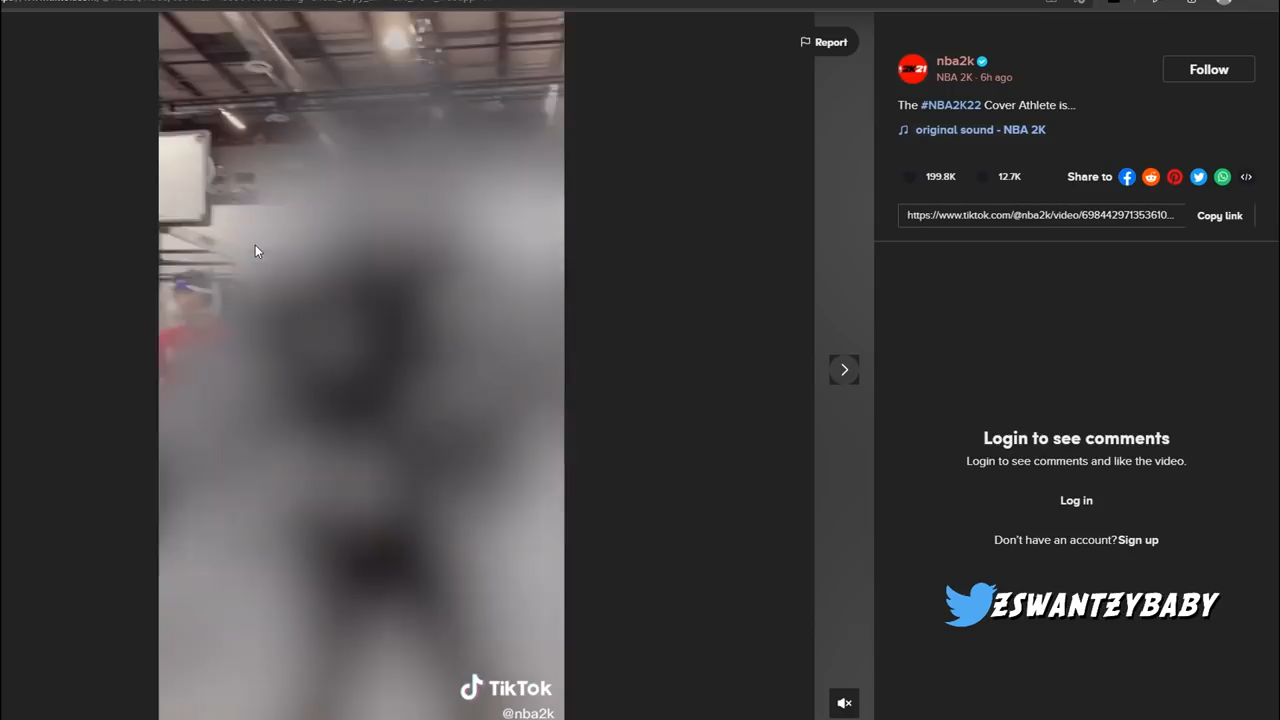 Report
nba2k
NBA 2K · 6h ago
Follow
The #NBA2K22 Cover Athlete is...
original sound - NBA 2K
199.8K
12.7K
Share to
https://www.tiktok.com/@nba2k/video/698442971353610...
Copy link
Login to see comments
Login to see comments and like the video.
Log in
Don't have an account? Sign up
ZSWANTZYBABY
TikTok
@nba2k